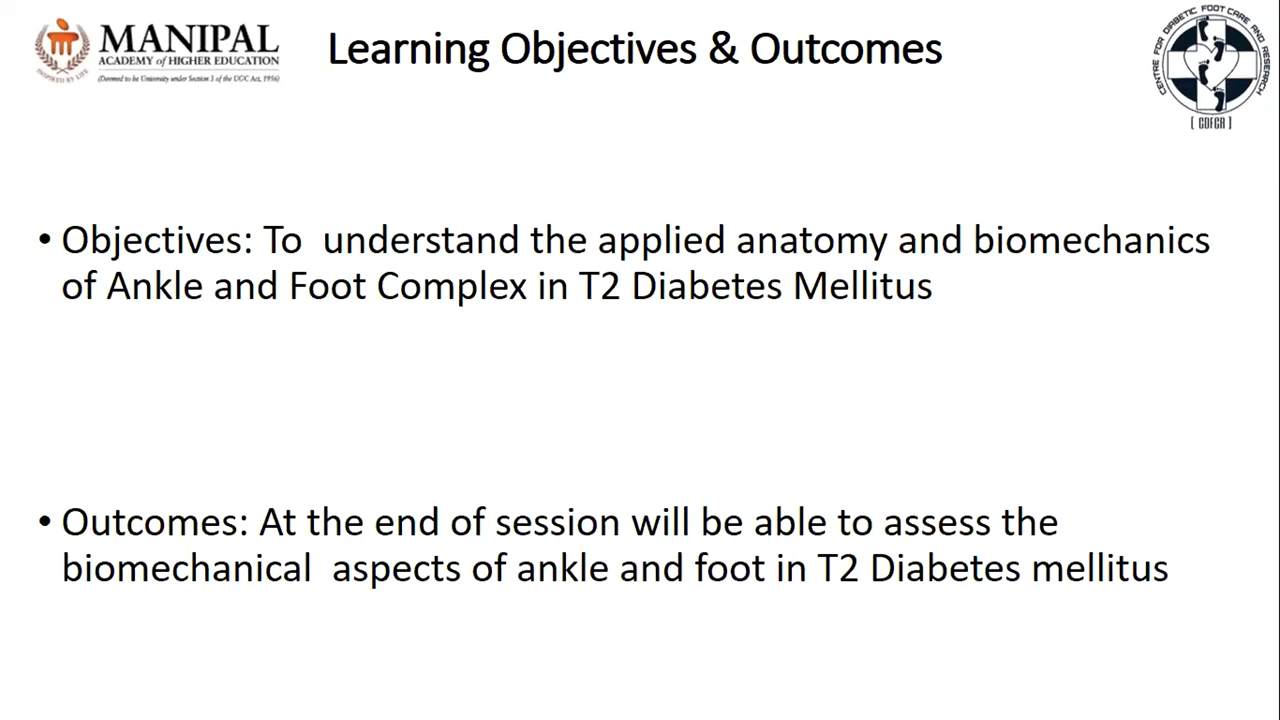 MANIPAL
ACADEMY of HIGHER EDUCATION
(Deemed to be University under Section 3 of the UGC Act, 1956)
INSPIRED BY LIFE
Learning Objectives & Outcomes
CENTRE FOR DIABETIC FOOT CARE AND RESEARCH
[ CDFCR ]
• Objectives: To  understand the applied anatomy and biomechanics
of Ankle and Foot Complex in T2 Diabetes Mellitus
• Outcomes: At the end of session will be able to assess the
biomechanical  aspects of ankle and foot in T2 Diabetes mellitus